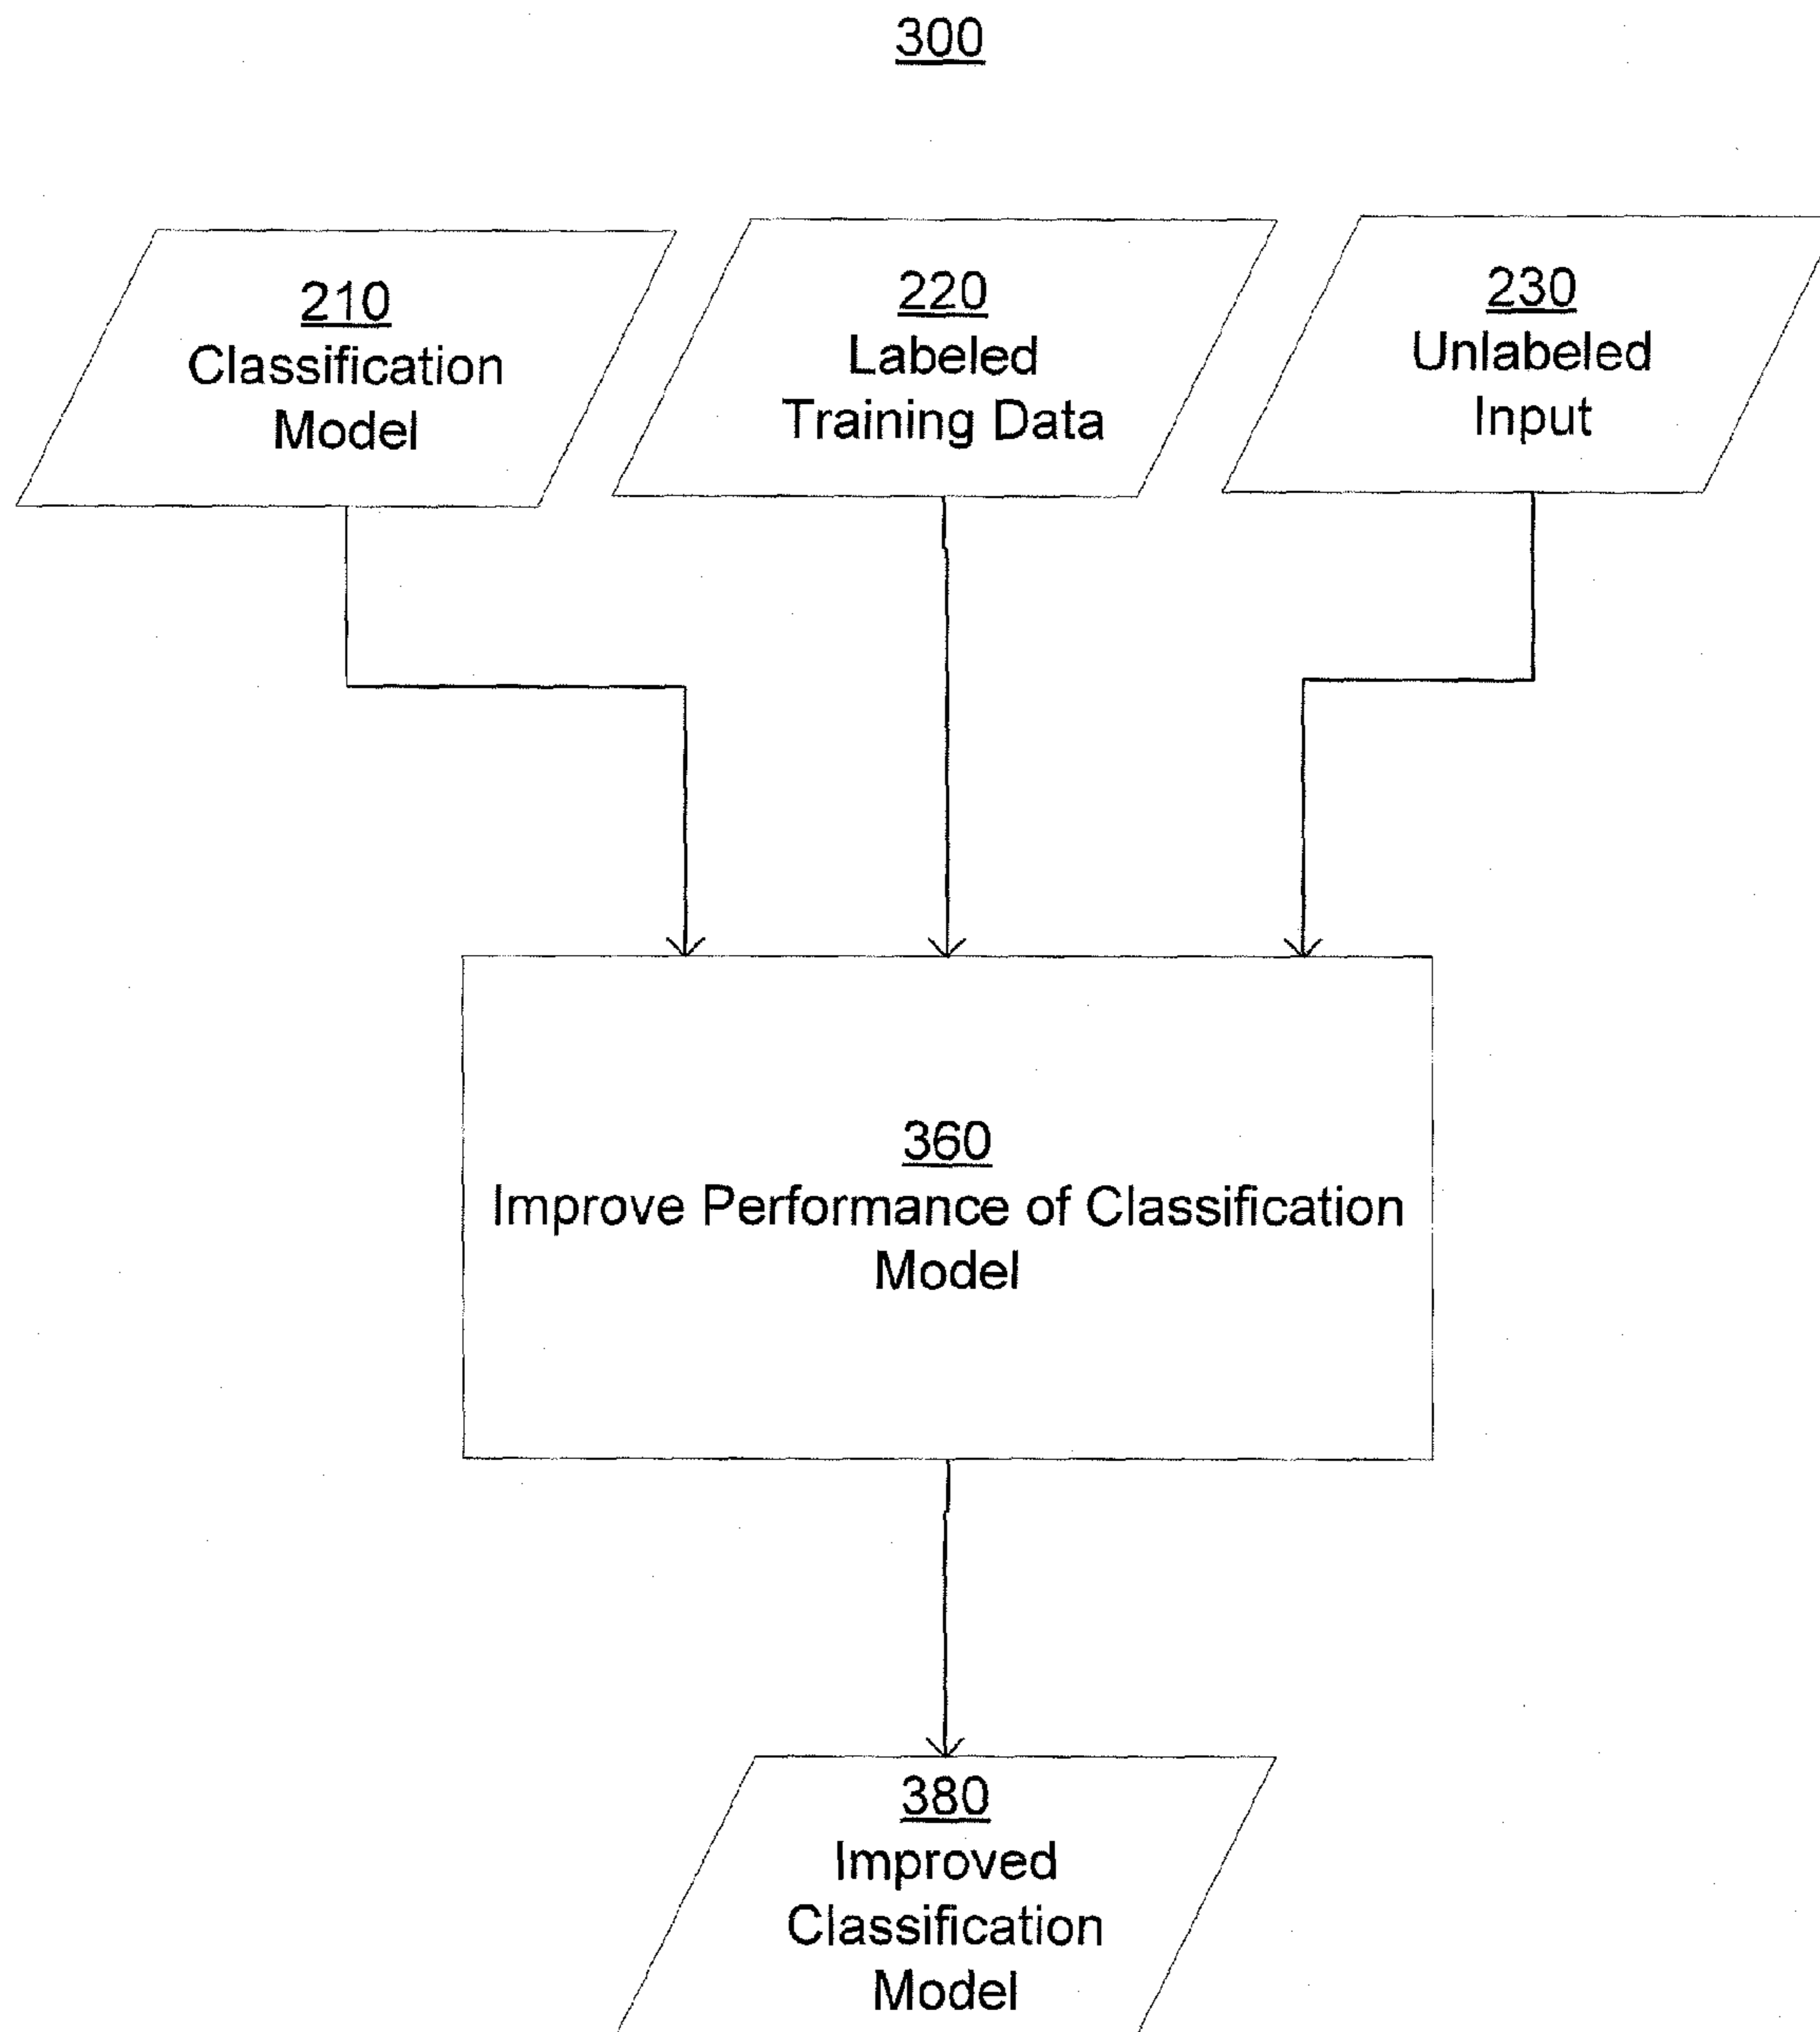 300
210
Classification
Model
220
Labeled
Training Data
230
Unlabeled
Input
360
Improve Performance of Classification
Model
380
Improved
Classification
Model